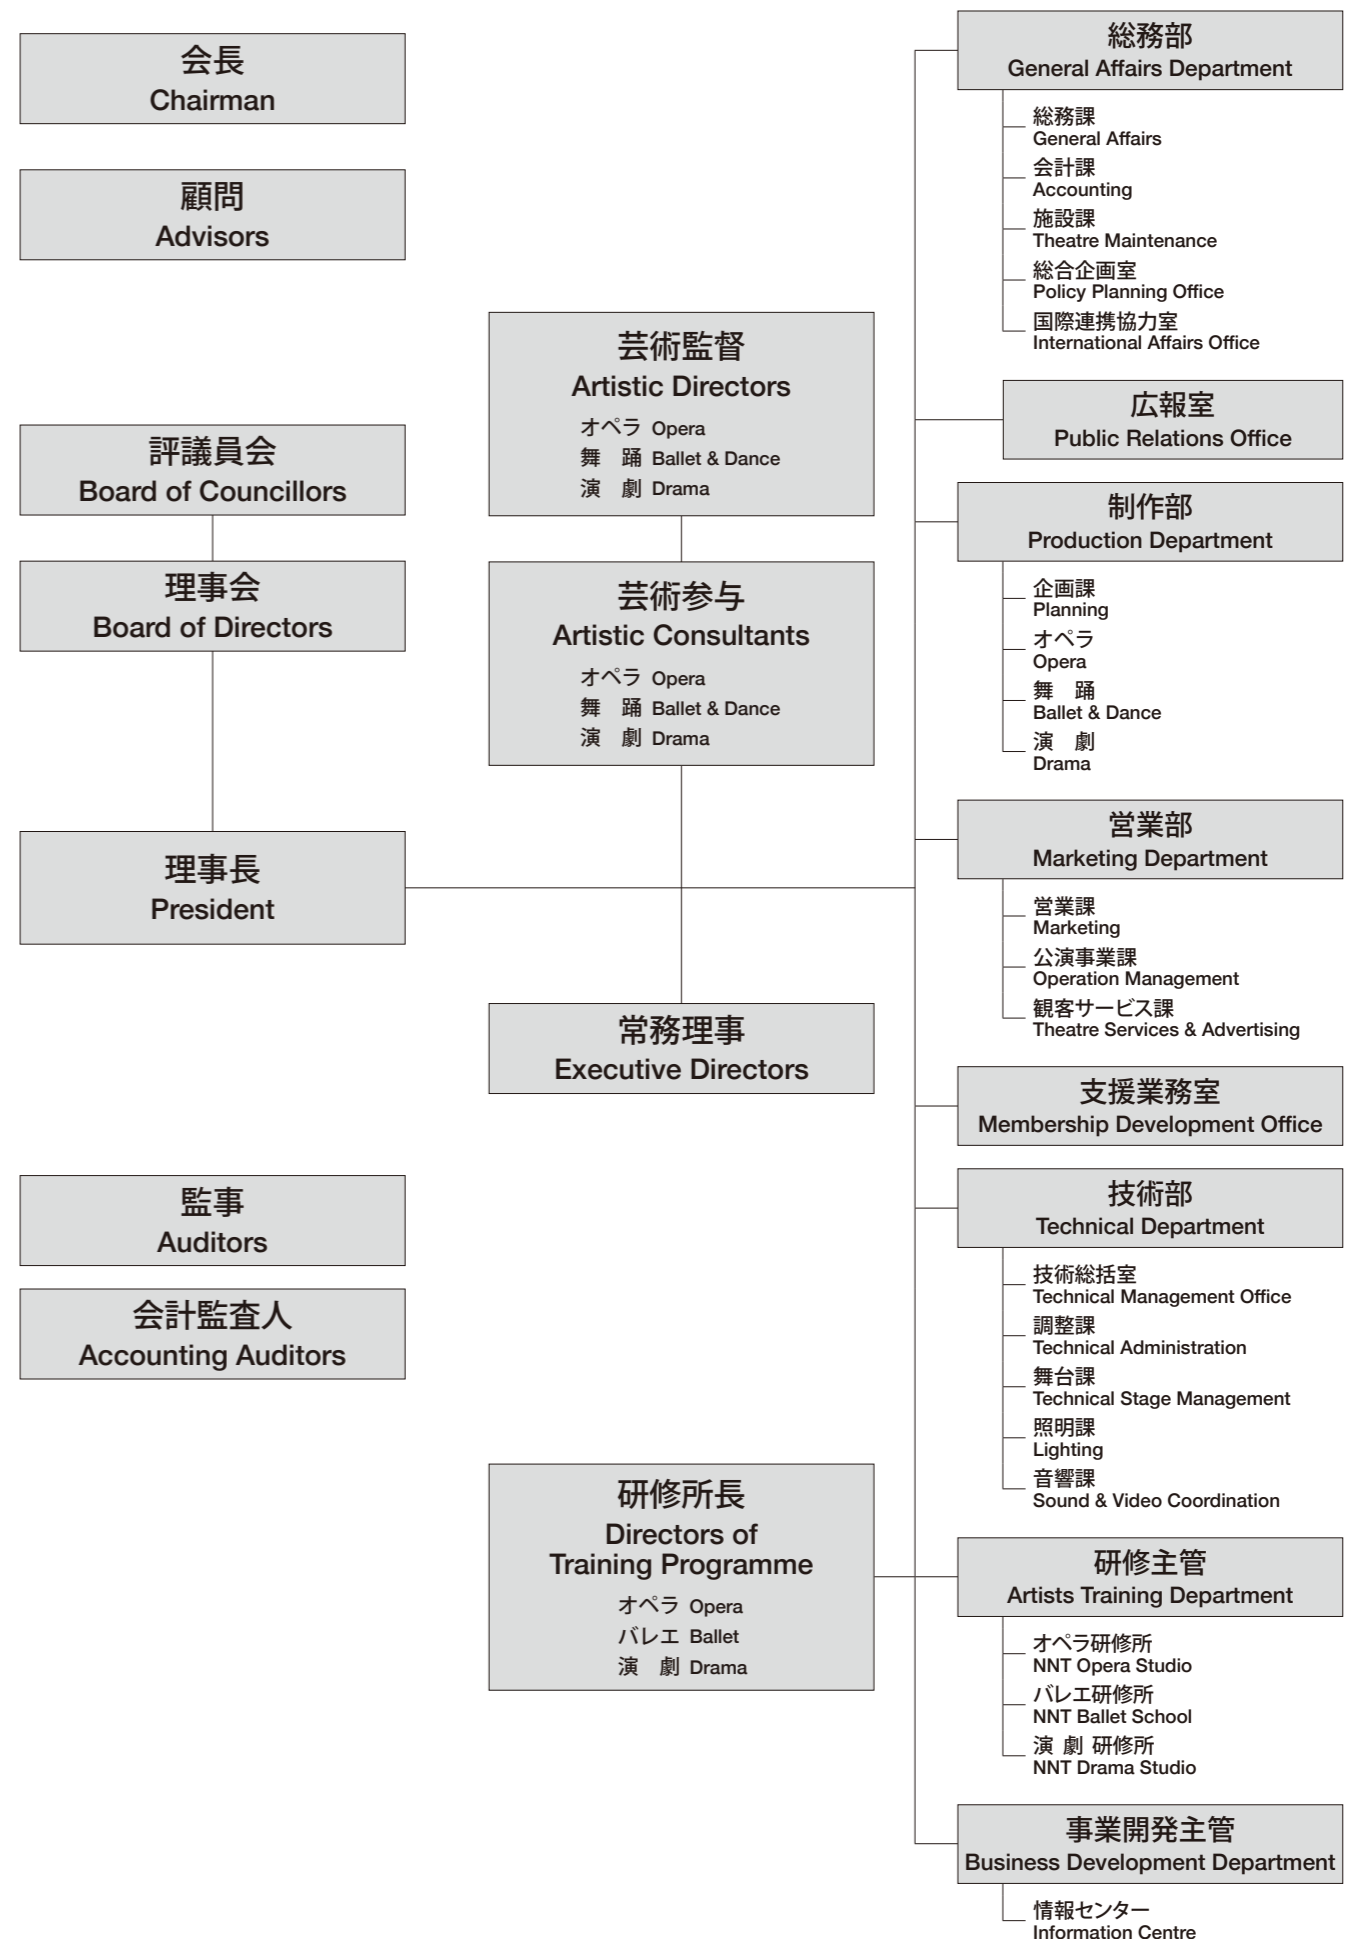 会長
Chairman
顧問
Advisors
評議員会
Board of Councillors
理事会
Board of Directors
理事長
President
監事
Auditors
会計監査人
Accounting Auditors
芸術監督
Artistic Directors
オペラ Opera
舞　踊 Ballet & Dance
演　劇 Drama
芸術参与
Artistic Consultants
オペラ Opera
舞　踊 Ballet & Dance
演　劇 Drama
常務理事
Executive Directors
研修所長
Directors of
Training Programme
オペラ Opera
バレエ Ballet
演　劇 Drama
総務部
General Affairs Department
総務課
General Affairs
会計課
Accounting
施設課
Theatre Maintenance
総合企画室
Policy Planning Office
国際連携協力室
International Affairs Office
広報室
Public Relations Office
制作部
Production Department
企画課
Planning
オペラ
Opera
舞　踊
Ballet & Dance
演　劇
Drama
営業部
Marketing Department
営業課
Marketing
公演事業課
Operation Management
観客サービス課
Theatre Services & Advertising
支援業務室
Membership Development Office
技術部
Technical Department
技術総括室
Technical Management Office
調整課
Technical Administration
舞台課
Technical Stage Management
照明課
Lighting
音響課
Sound & Video Coordination
研修主管
Artists Training Department
オペラ研修所
NNT Opera Studio
バレエ研修所
NNT Ballet School
演 劇 研修所
NNT Drama Studio
事業開発主管
Business Development Department
情報センター
Information Centre